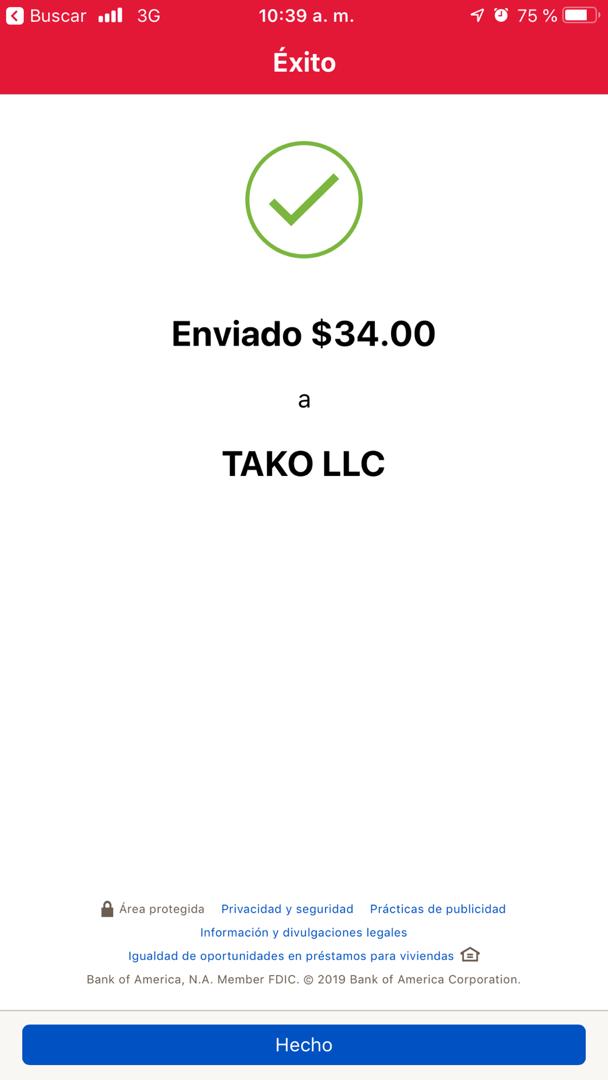 Buscar 3G 10:39 a. m. 75 %
Éxito
Enviado $34.00
a
TAKO LLC
Área protegida Privacidad y seguridad Prácticas de publicidad
Información y divulgaciones legales
Igualdad de oportunidades en préstamos para viviendas
Bank of America, N.A. Member FDIC. © 2019 Bank of America Corporation.
Hecho